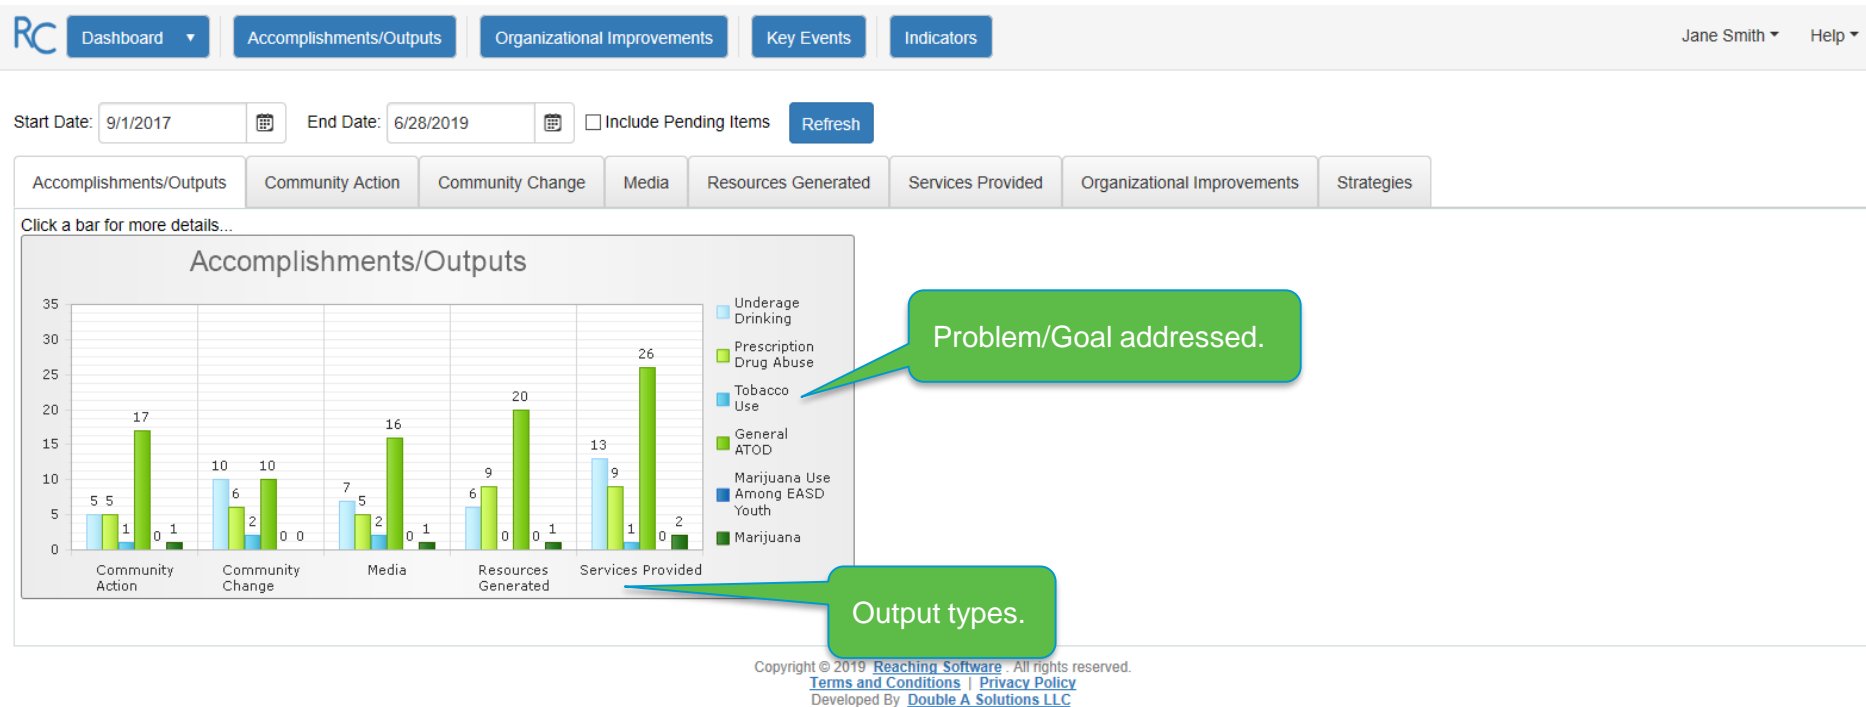 RC Dashboard Accomplishments/Outputs Organizational Improvements Key Events Indicators Jane Smith Help
Start Date: 9/1/2017 End Date: 6/28/2019 Include Pending Items Refresh
Accomplishments/Outputs Community Action Community Change Media Resources Generated Services Provided Organizational Improvements Strategies
Click a bar for more details...
Accomplishments/Outputs
35
30
25
20
15
10
5
0
5 5 1 17 0 1
10 6 2 10 0 0
7 5 2 16 0 1
6 9 0 20 0 1
13 9 1 26 0 2
Community
Action
Community
Change
Media
Resources
Generated
Services Provided
Underage
Drinking
Prescription
Drug Abuse
Tobacco
Use
General
ATOD
Marijuana Use
Among EASD
Youth
Marijuana
Problem/Goal addressed.
Output types.
Copyright © 2019 Reaching Software . All rights reserved.
Terms and Conditions | Privacy Policy
Developed By Double A Solutions LLC